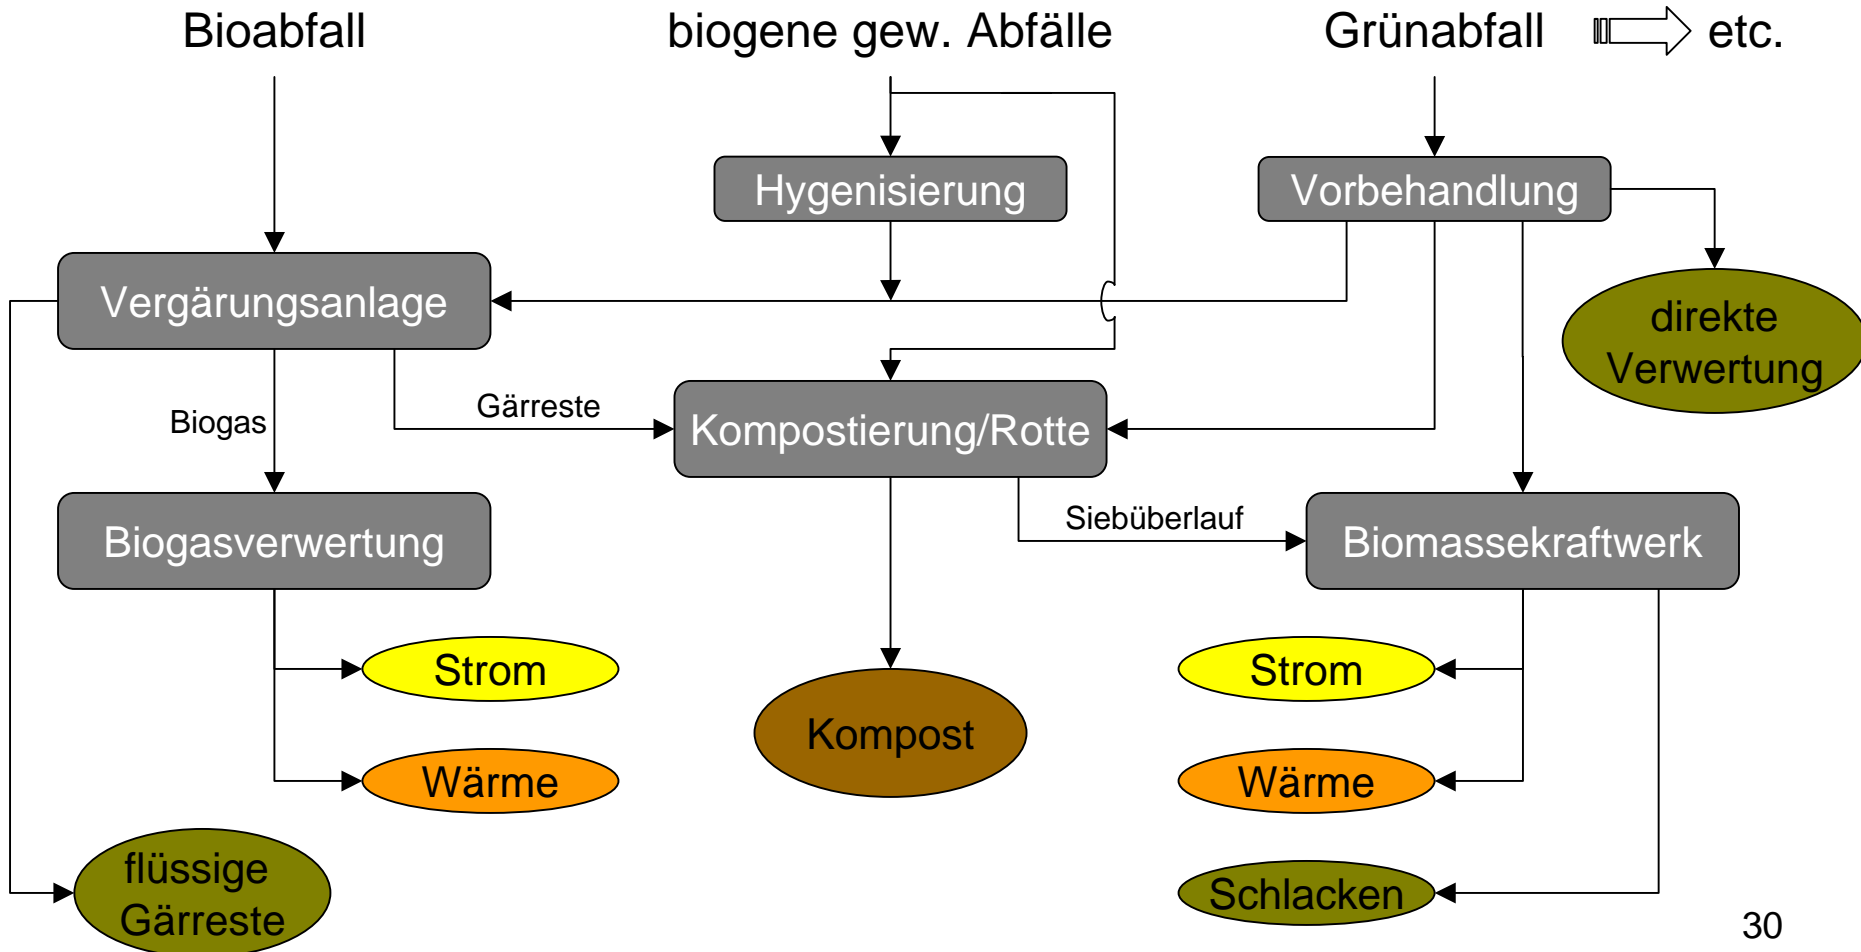 Bioabfall
biogene gew. Abfälle
Grünabfall
etc.
Hygenisierung
Vorbehandlung
Vergärungsanlage
direkte
Verwertung
Biogas
Gärreste
Kompostierung/Rotte
Siebüberlauf
Biogasverwertung
Biomassekraftwerk
Strom
Strom
Kompost
Wärme
Wärme
flüssige
Gärreste
Schlacken
30